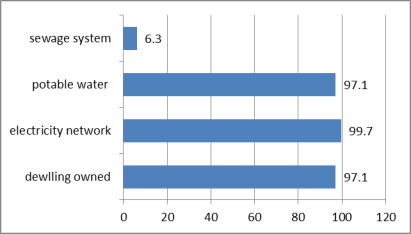 sewage system 6.3
potable water 97.1
electricity network 99.7
dewlling owned 97.1
0 20 40 60 80 100 120